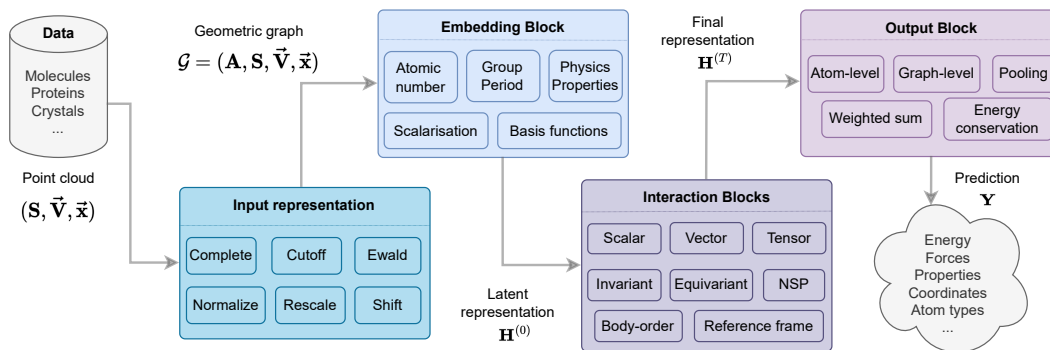 Data
Molecules
Proteins
Crystals
...
Point cloud
(S, V⃗, x⃗)
Input representation
Complete
Cutoff
Ewald
Normalize
Rescale
Shift
Geometric graph
𝒢 = (A, S, V⃗, x⃗)
Embedding Block
Atomic
number
Group
Period
Physics
Properties
Scalarisation
Basis functions
Latent
representation
H⁽⁰⁾
Interaction Blocks
Scalar
Vector
Tensor
Invariant
Equivariant
NSP
Body-order
Reference frame
Final
representation
H⁽ᵀ⁾
Output Block
Atom-level
Graph-level
Pooling
Weighted sum
Energy
conservation
Prediction
Y
Energy
Forces
Properties
Coordinates
Atom types
...